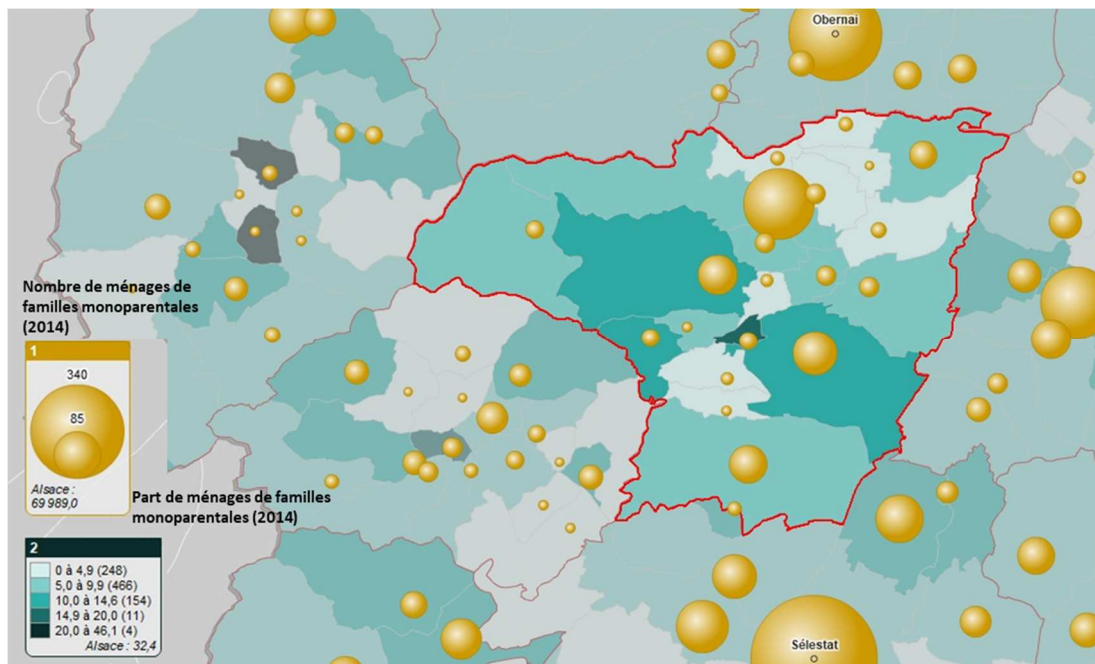 Obernai
Nombre de ménages de
familles monoparentales
(2014)
1
340
85
Alsace :
69 989,0
Part de ménages de familles
monoparentales (2014)
2
0 à 4,9 (248)
5,0 à 9,9 (466)
10,0 à 14,6 (154)
14,9 à 20,0 (11)
20,0 à 46,1 (4)
Alsace : 32,4
Sélestat